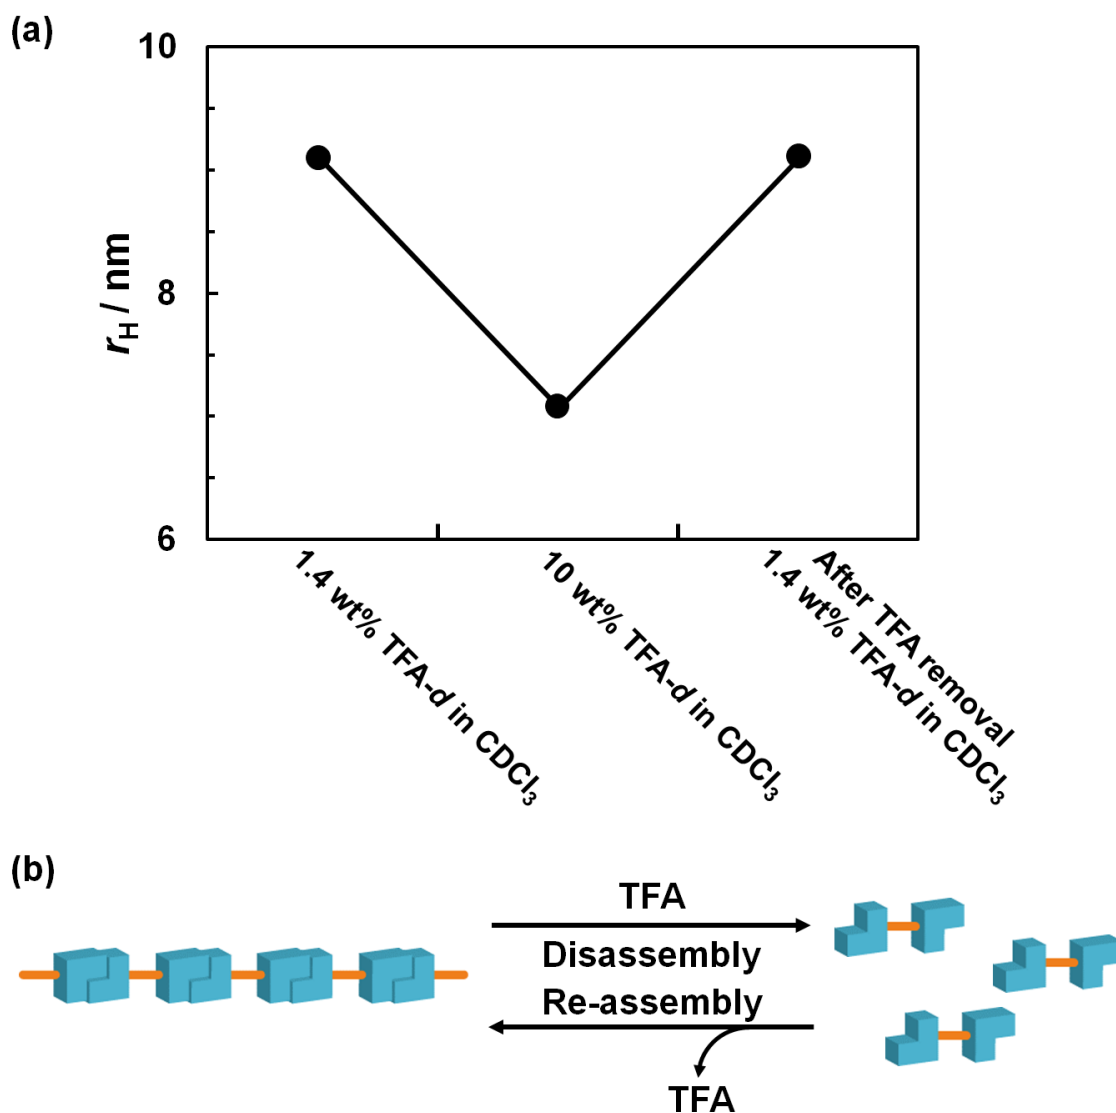 (a)
10
8
6
r_H / nm
1.4 wt% TFA-d in CDCl₃
10 wt% TFA-d in CDCl₃
After TFA removal
1.4 wt% TFA-d in CDCl₃
(b)
TFA
Disassembly
Re-assembly
TFA